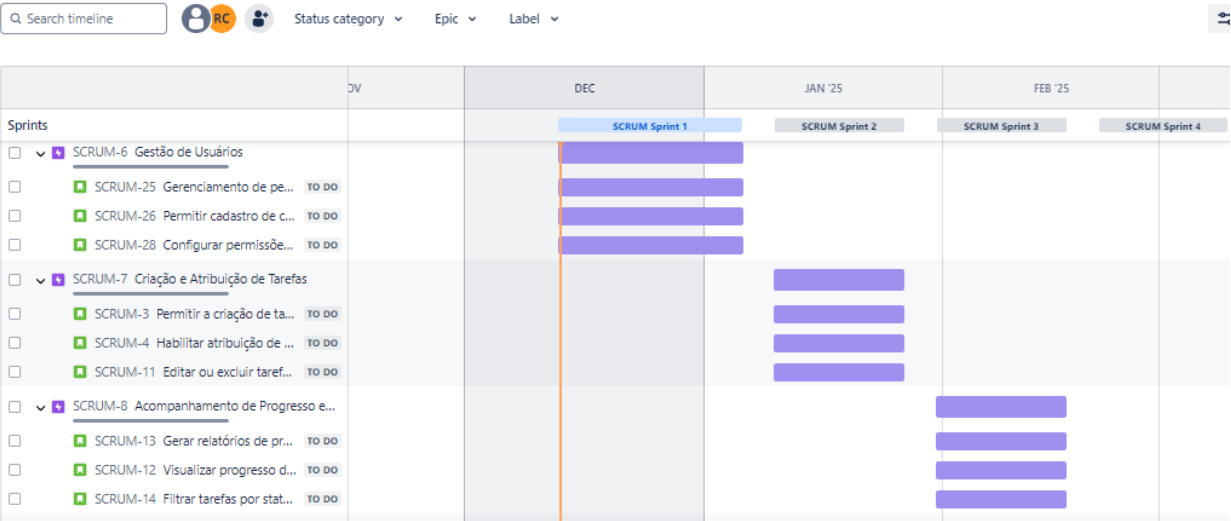 Search timeline RC Status category Epic Label
OV DEC JAN '25 FEB '25
Sprints SCRUM Sprint 1 SCRUM Sprint 2 SCRUM Sprint 3 SCRUM Sprint 4
SCRUM-6 Gestão de Usuários
SCRUM-25 Gerenciamento de pe... TO DO
SCRUM-26 Permitir cadastro de c... TO DO
SCRUM-28 Configurar permissõe... TO DO
SCRUM-7 Criação e Atribuição de Tarefas
SCRUM-3 Permitir a criação de ta... TO DO
SCRUM-4 Habilitar atribuição de ... TO DO
SCRUM-11 Editar ou excluir taref... TO DO
SCRUM-8 Acompanhamento de Progresso e...
SCRUM-13 Gerar relatórios de pr... TO DO
SCRUM-12 Visualizar progresso d... TO DO
SCRUM-14 Filtrar tarefas por stat... TO DO